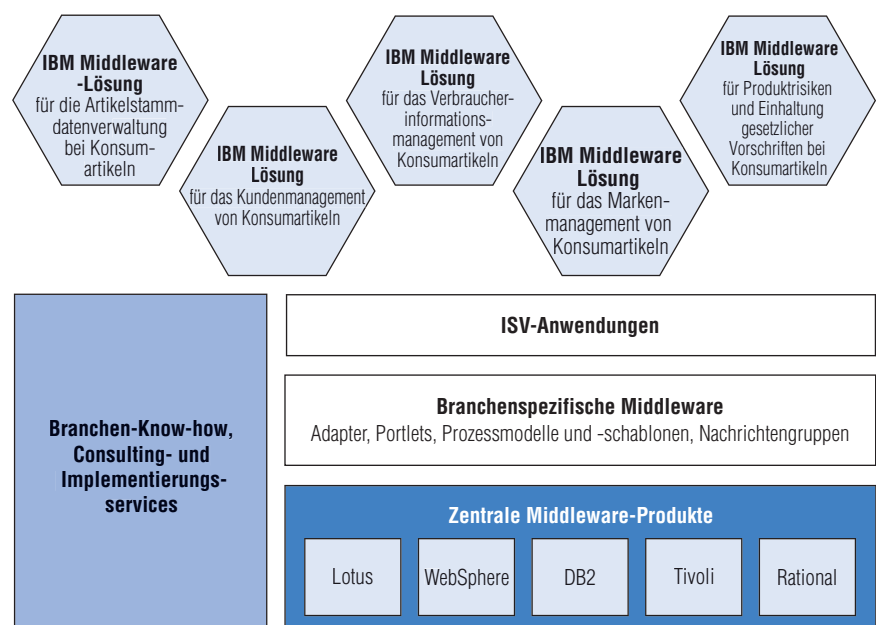 IBM Middleware
-Lösung
für die Artikelstamm-
datenverwaltung
bei Konsum-
artikeln
IBM Middleware
Lösung
für das Kundenmanagement
von Konsumartikeln
IBM Middleware
Lösung
für das Verbraucher-
informations-
management von
Konsumartikeln
IBM Middleware
Lösung
für das Marken-
management von
Konsumartikeln
IBM Middleware
Lösung
für Produktrisiken
und Einhaltung
gesetzlicher
Vorschriften bei
Konsumartikeln
Branchen-Know-how,
Consulting- und
Implementierungs-
services
ISV-Anwendungen
Branchenspezifische Middleware
Adapter, Portlets, Prozessmodelle und -schablonen, Nachrichtengruppen
Zentrale Middleware-Produkte
Lotus
WebSphere
DB2
Tivoli
Rational